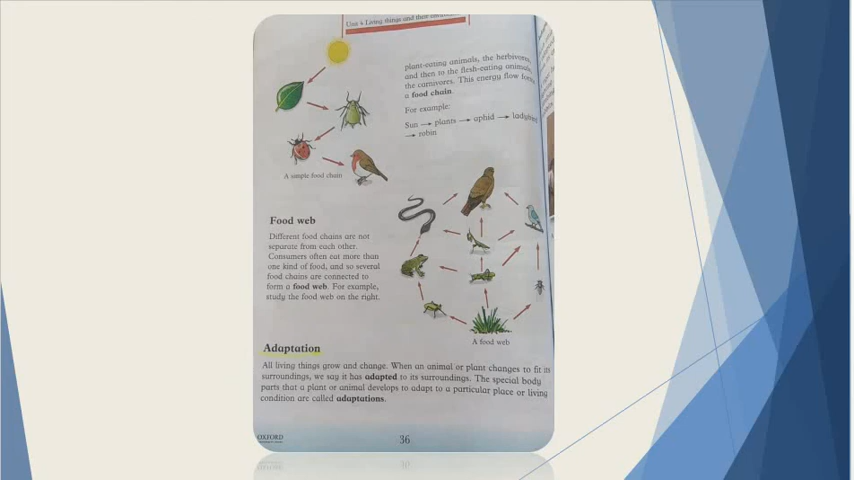 Unit 4 Living things and their
plant-eating animals, the herbivores,
and then to the flesh-eating animals,
the carnivores. This energy flow forms
a food chain.
For example:
Sun → plants → aphid → ladybird
→ robin
A simple food chain
Food web
Different food chains are not
separate from each other.
Consumers often eat more than
one kind of food, and so several
food chains are connected to
form a food web. For example,
study the food web on the right.
A food web
Adaptation
All living things grow and change. When an animal or plant changes to fit its
surroundings, we say it has adapted to its surroundings. The special body
parts that a plant or animal develops to adapt to a particular place or living
condition are called adaptations.
OXFORD
36